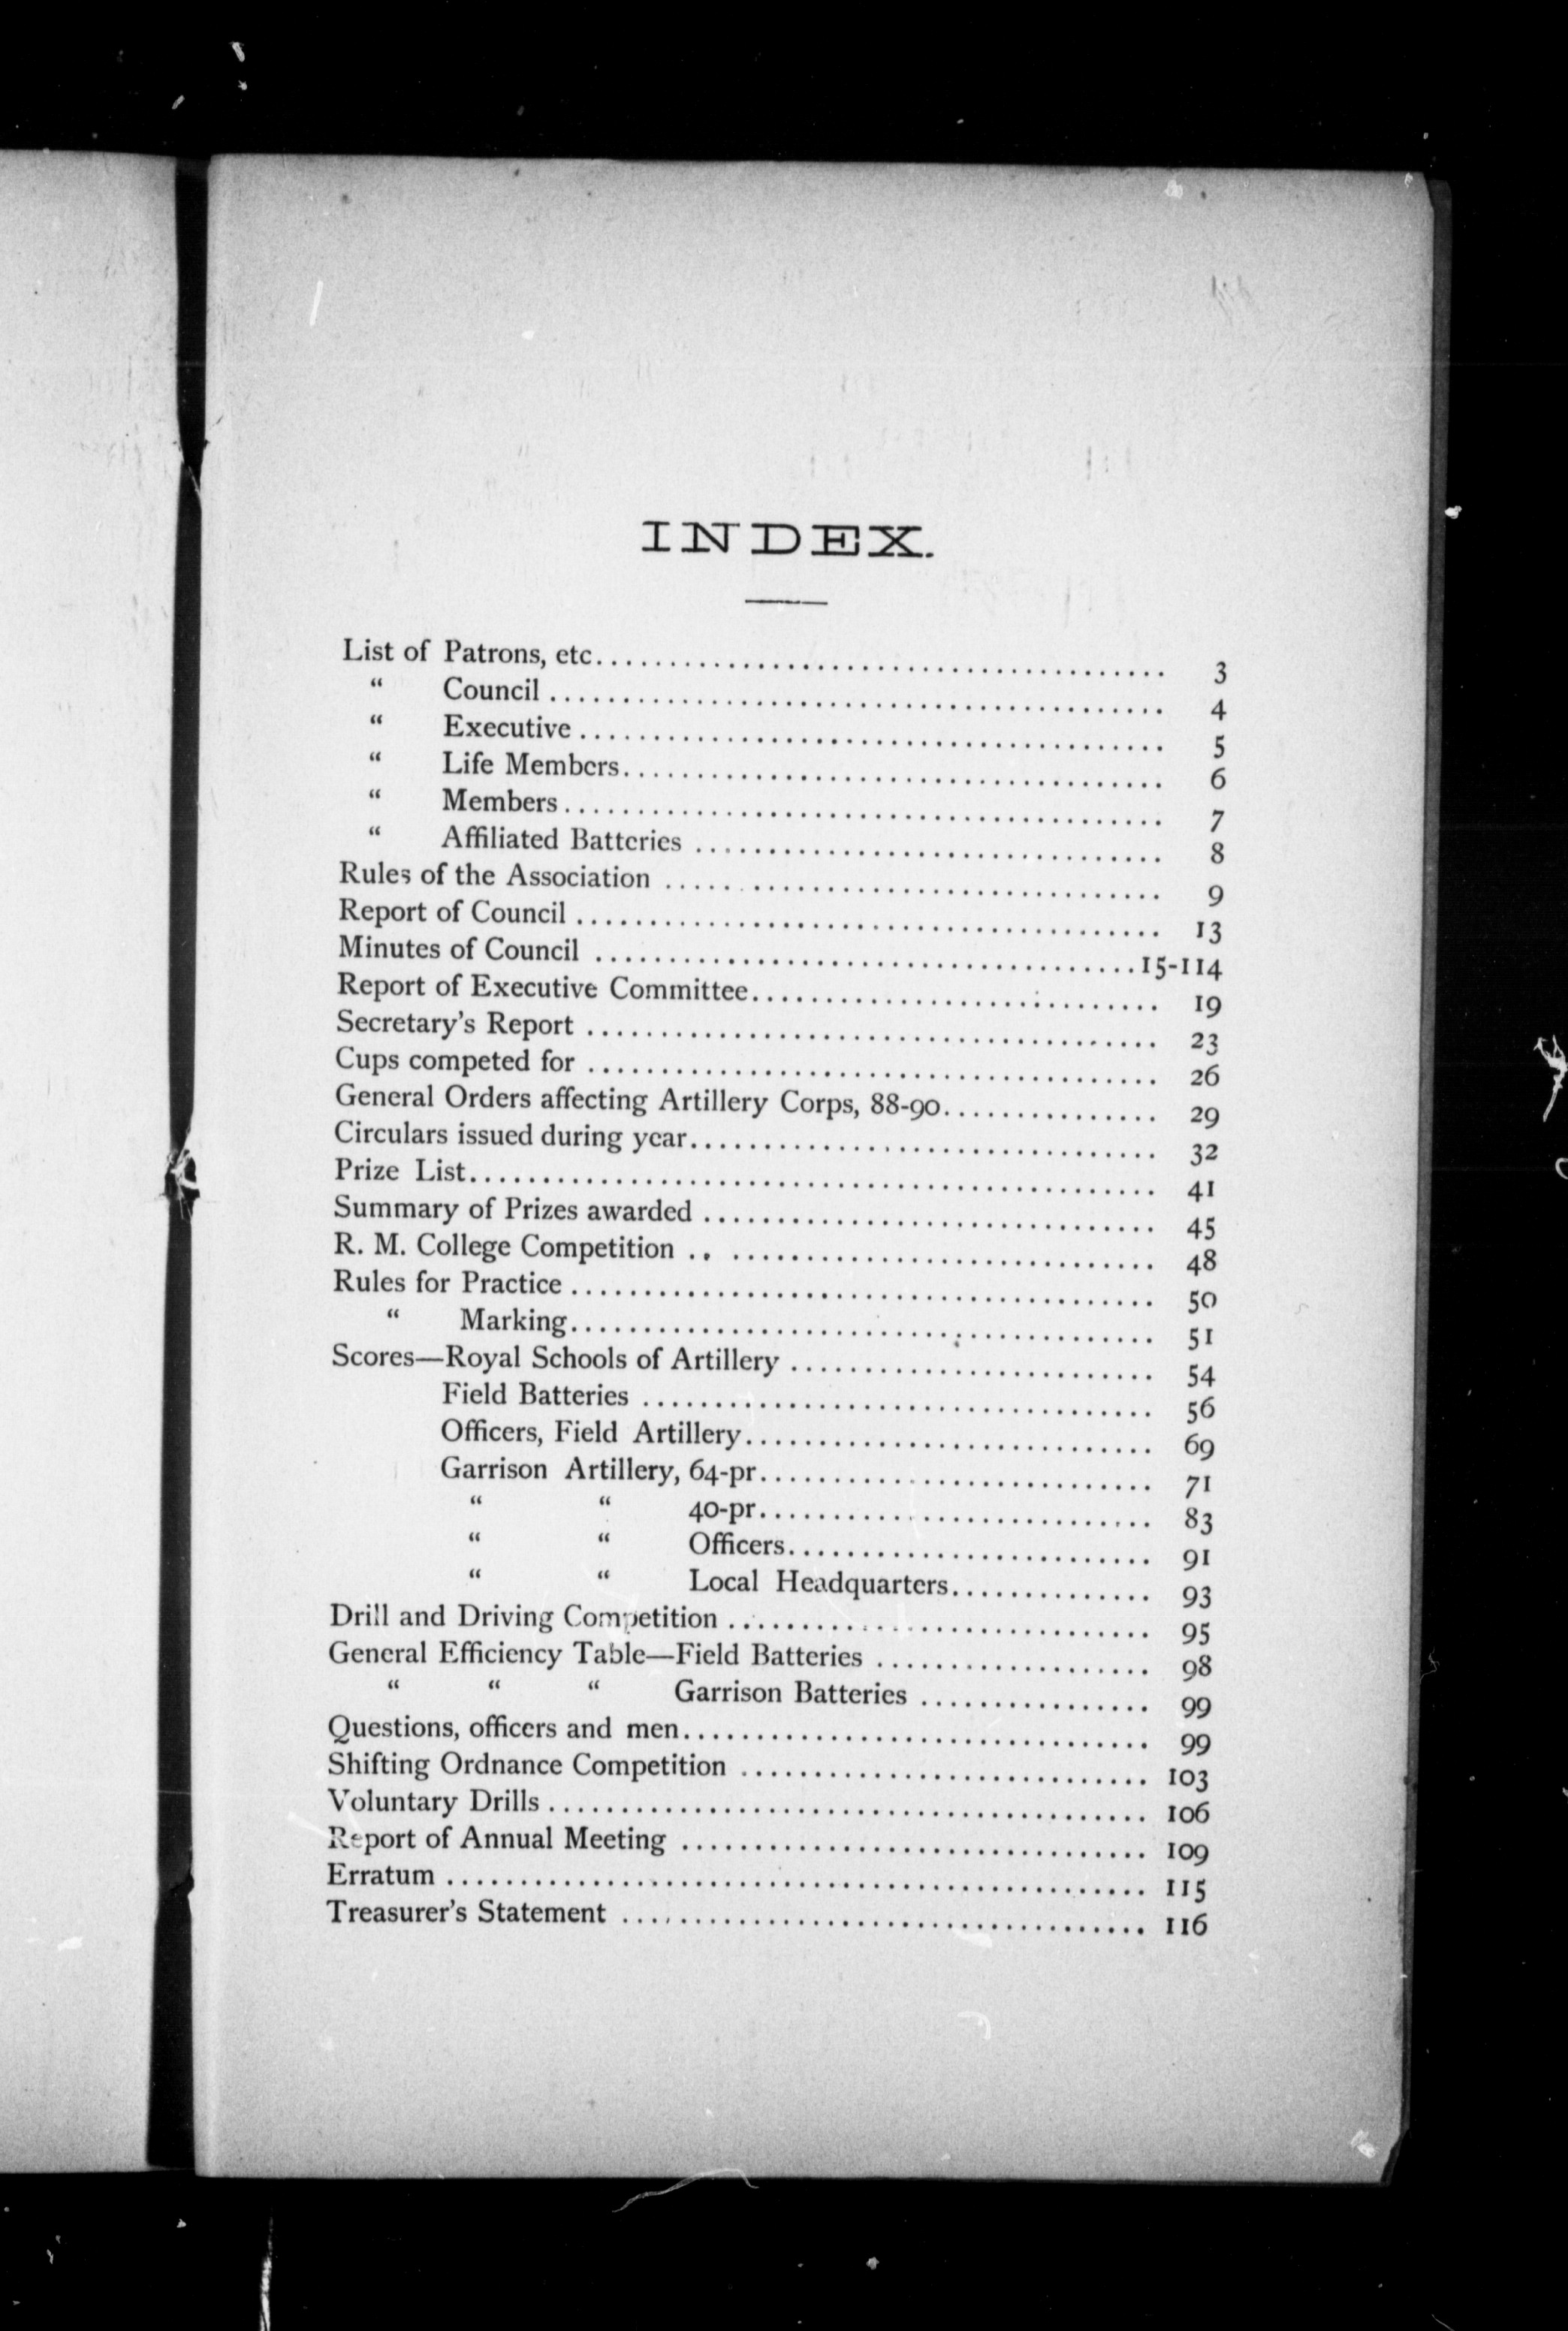 INDEX.
List of Patrons, etc........................................ 3
“ Council ........................................... 4
“ Executive ........................................ 5
“ Life Members..................................... 6
“ Members......................................... 7
“ Affiliated Batteries ................................ 8
Rules of the Association .................................. 9
Report of Council ........................................ 13
Minutes of Council .....................................15-114
Report of Executive Committee............................ 19
Secretary’s Report ....................................... 23
Cups competed for ....................................... 26
General Orders affecting Artillery Corps, 88-90............... 29
Circulars issued during year................................ 32
Prize List............................................... 41
Summary of Prizes awarded ............................... 45
R. M. College Competition .. ............................. 48
Rules for Practice ........................................ 50
“ Marking........................................ 51
Scores—Royal Schools of Artillery ......................... 54
Field Batteries ................................... 56
Officers, Field Artillery............................ 69
Garrison Artillery, 64-pr........................... 71
“ “ 40-pr........................... 83
“ “ Officers......................... 91
“ “ Local Headquarters.............. 93
Drill and Driving Competition ............................. 95
General Efficiency Table—Field Batteries ................... 98
“ “ “ Garrison Batteries ................ 99
Questions, officers and men................................ 99
Shifting Ordnance Competition ............................ 103
Voluntary Drills ......................................... 106
Report of Annual Meeting ................................ 109
Erratum ................................................ 115
Treasurer’s Statement .................................... 116